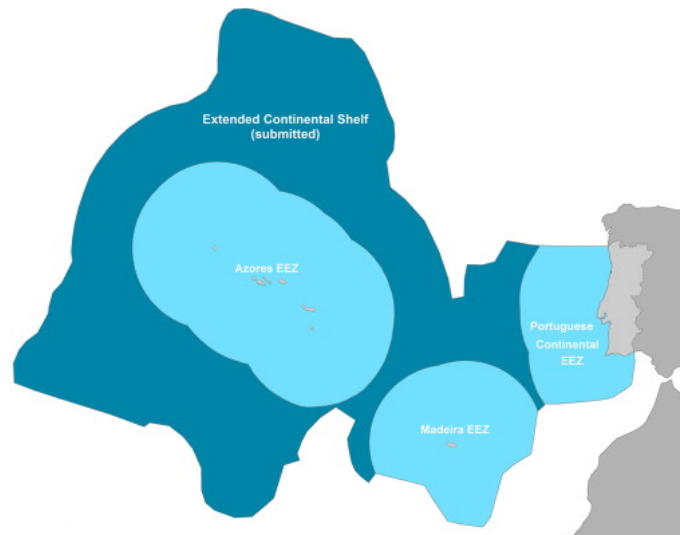 Extended Continental Shelf
(submitted)
Azores EEZ
Portuguese
Continental
EEZ
Madeira EEZ